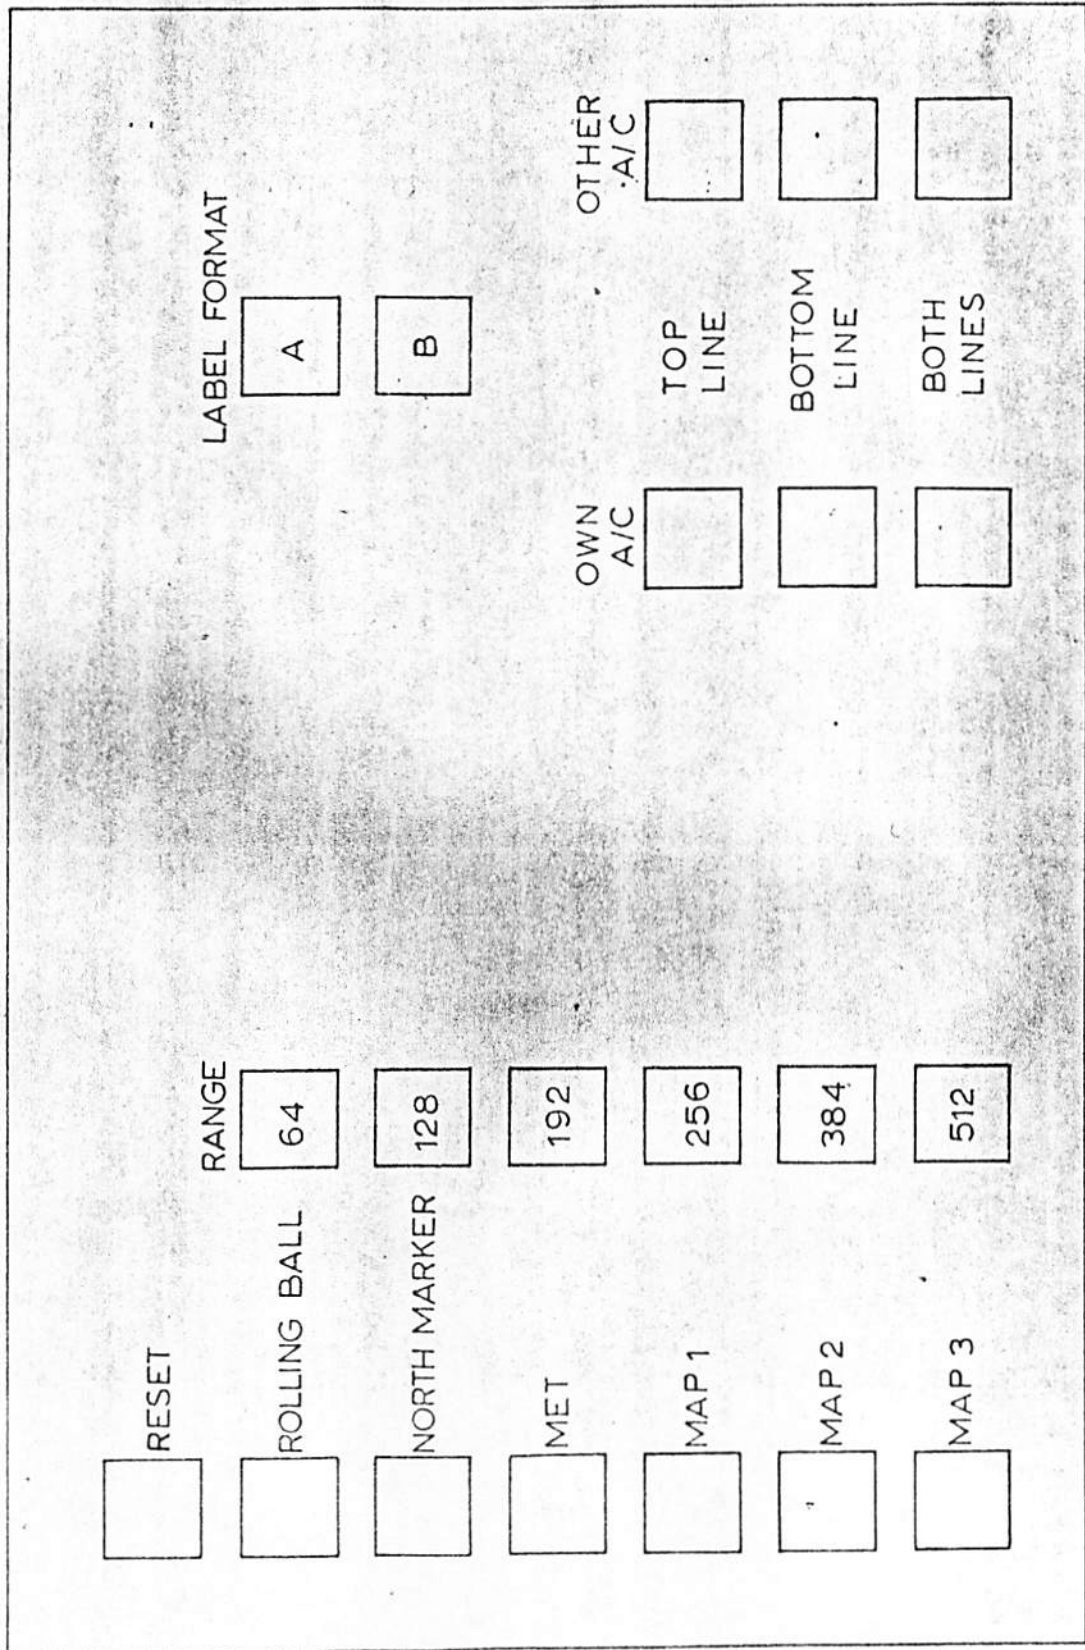 RESET
RANGE
LABEL FORMAT
ROLLING BALL
64
A
NORTH MARKER
128
B
MET
192
OWN
A/C
OTHER
A/C
MAP 1
256
TOP
LINE
MAP 2
384
BOTTOM
LINE
MAP 3
512
BOTH
LINES